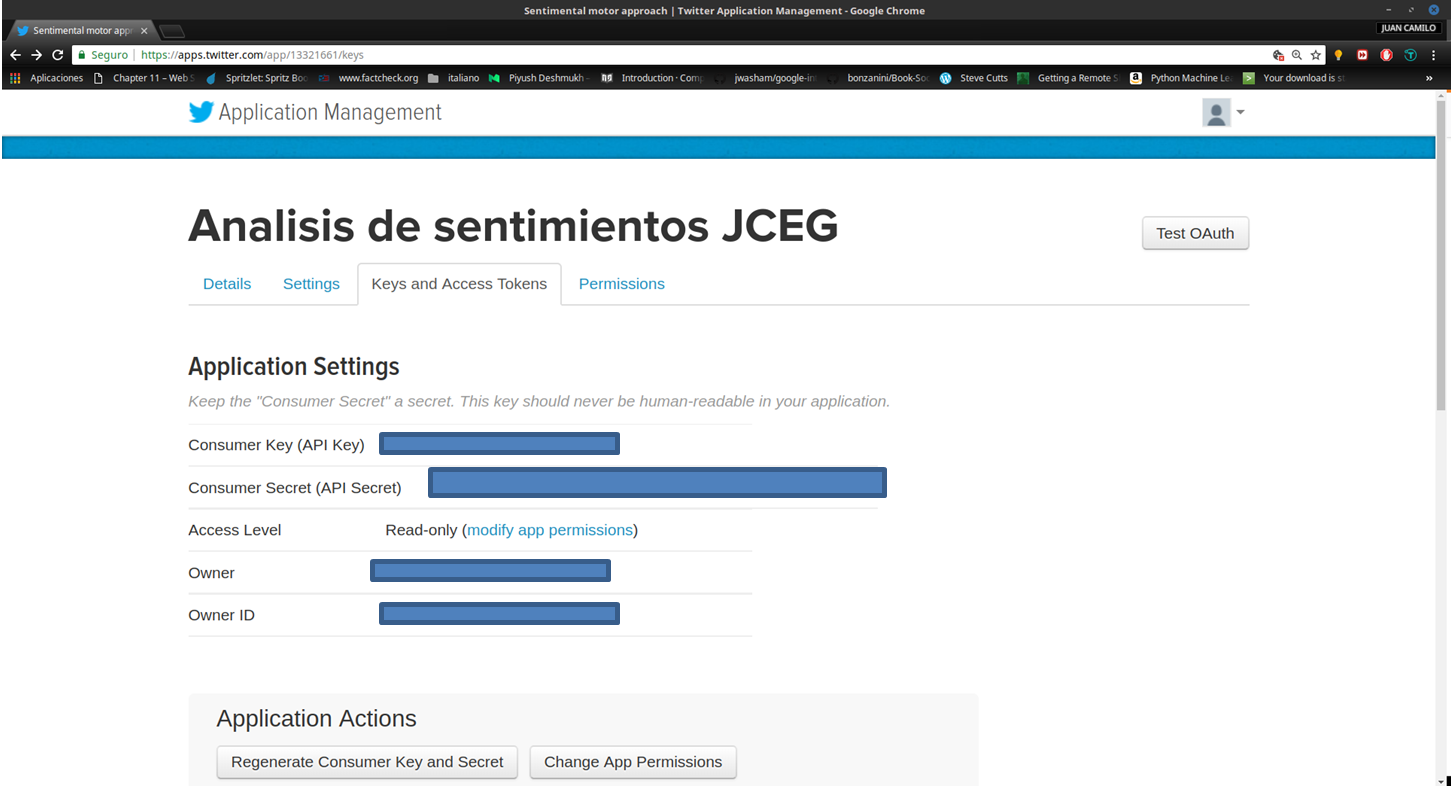 Sentimental motor approach | Twitter Application Management - Google Chrome
Sentimental motor appr
JUAN CAMILO
Seguro https://apps.twitter.com/app/13321661/keys
Aplicaciones Chapter 11 – Web S Spritzlet: Spritz Boo www.factcheck.org italiano Piyush Deshmukh – Introduction · Comp jwasham/google-in bonzanini/Book-Soc Steve Cutts Getting a Remote S Python Machine Le Your download is st »
Application Management
Analisis de sentimientos JCEG
Test OAuth
Details Settings Keys and Access Tokens Permissions
Application Settings
Keep the "Consumer Secret" a secret. This key should never be human-readable in your application.
Consumer Key (API Key)
Consumer Secret (API Secret)
Access Level Read-only (modify app permissions)
Owner
Owner ID
Application Actions
Regenerate Consumer Key and Secret Change App Permissions